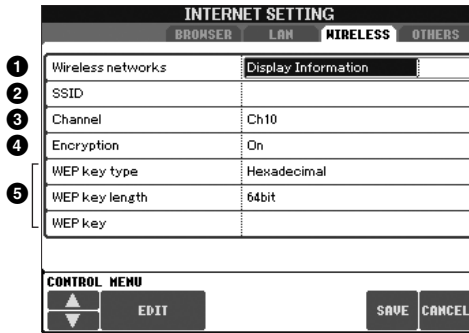 INTERNET SETTING
BROWSER LAN WIRELESS OTHERS
1 Wireless networks Display Information
2 SSID
3 Channel Ch10
4 Encryption On
WEP key type Hexadecimal
5 WEP key length 64bit
WEP key
CONTROL MENU
EDIT SAVE CANCEL